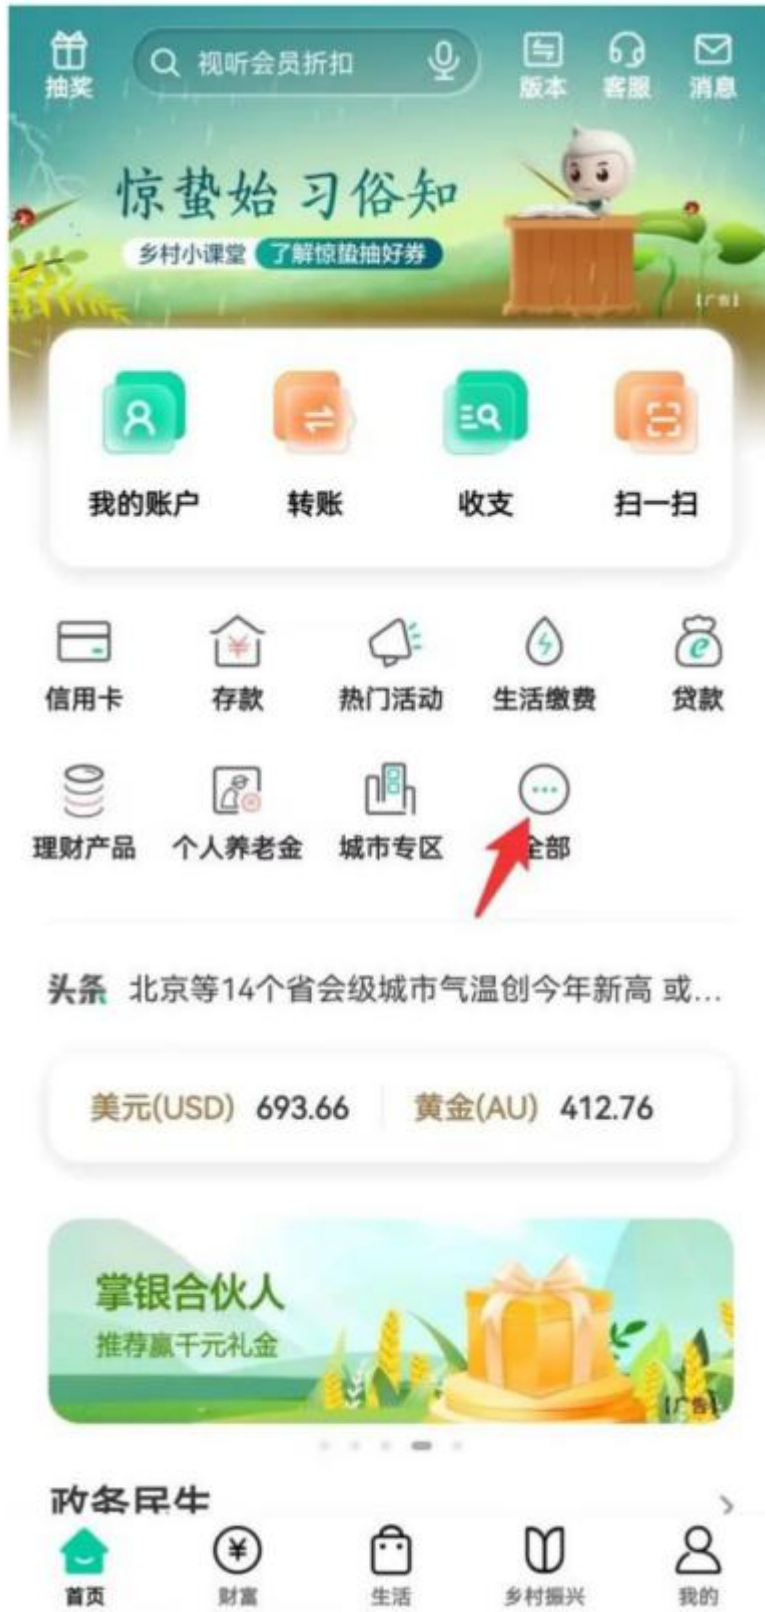 视听会员折扣
抽奖 版本 客服 消息
惊蛰始 习俗知
乡村小课堂 了解惊蛰抽好券
【广告】
我的账户 转账 收支 扫一扫
信用卡 存款 热门活动 生活缴费 贷款
理财产品 个人养老金 城市专区 全部
头条 北京等14个省会级城市气温创今年新高 或...
美元(USD) 693.66 黄金(AU) 412.76
掌银合伙人
推荐赢千元礼金
【广告】
政务民生
首页 财富 生活 乡村振兴 我的